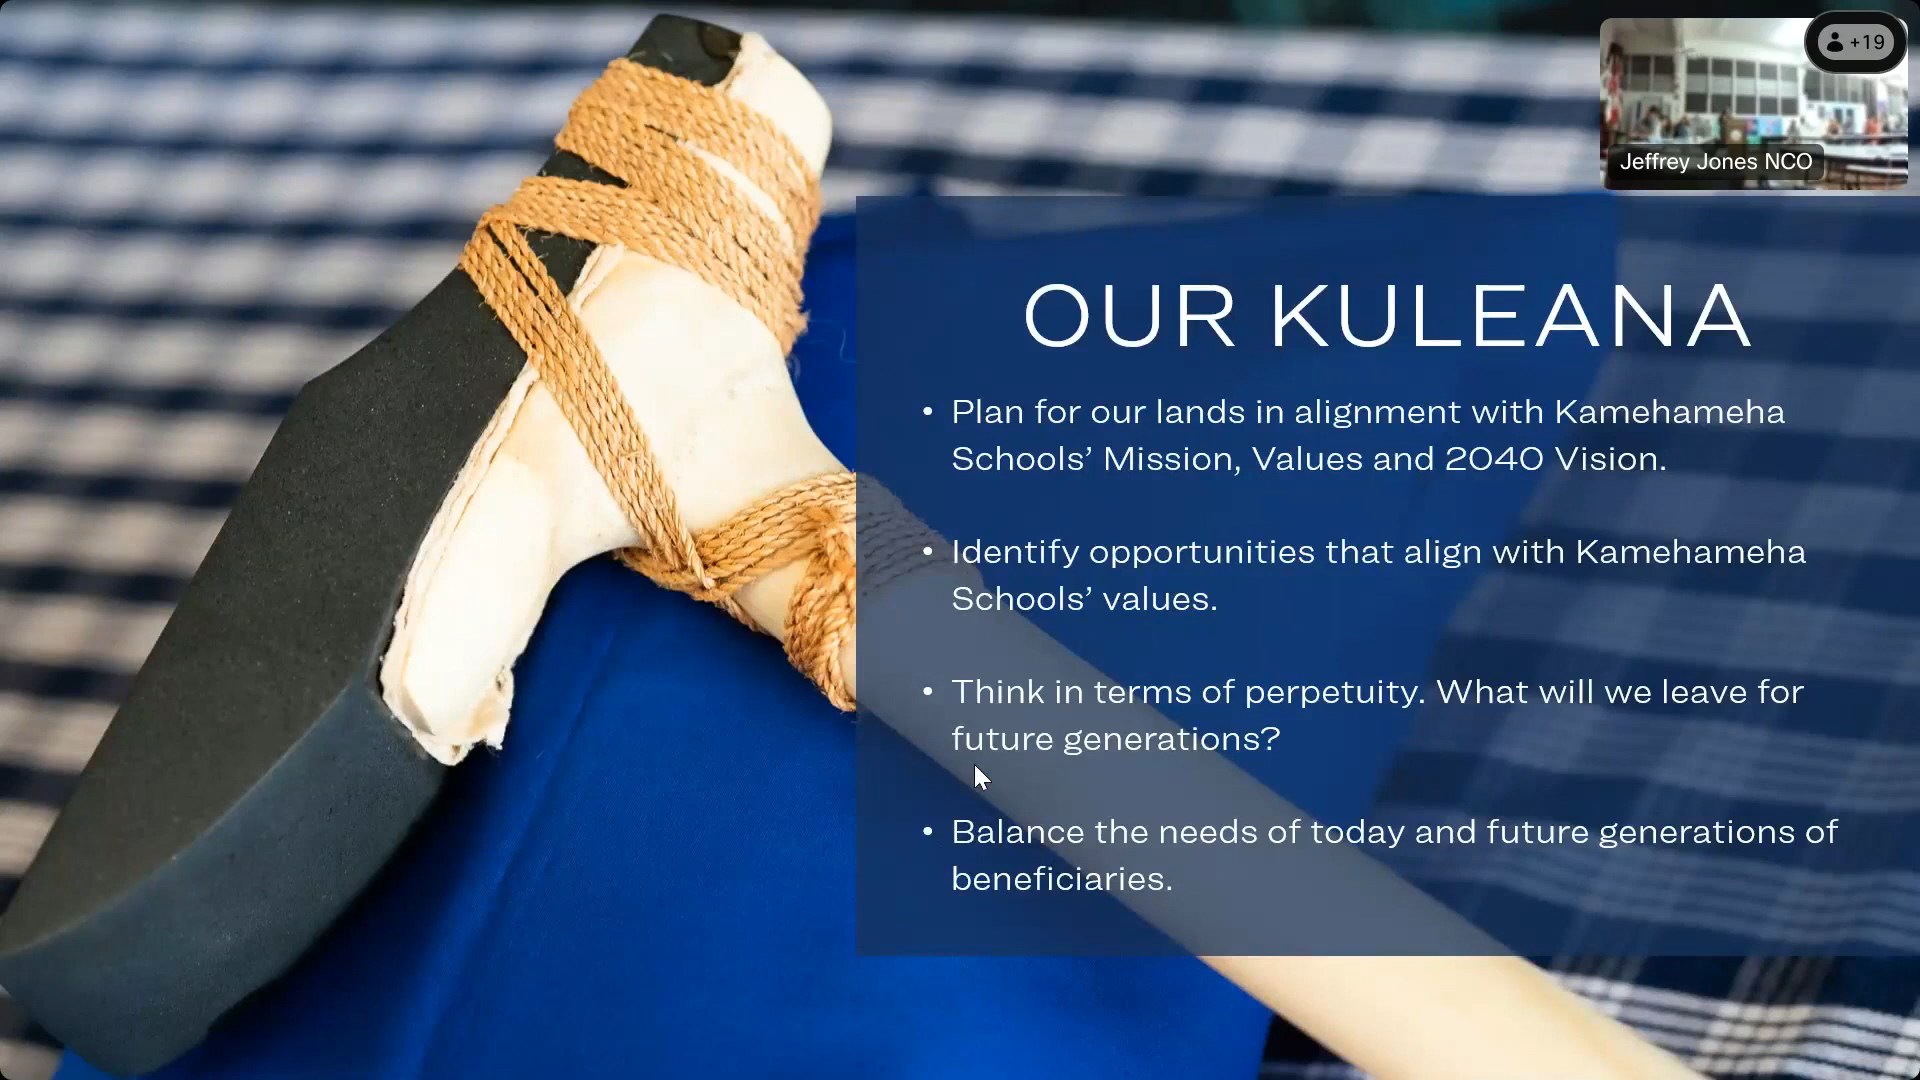 +19
Jeffrey Jones NCO
OUR KULEANA
• Plan for our lands in alignment with Kamehameha
Schools’ Mission, Values and 2040 Vision.
• Identify opportunities that align with Kamehameha
Schools’ values.
• Think in terms of perpetuity. What will we leave for
future generations?
• Balance the needs of today and future generations of
beneficiaries.